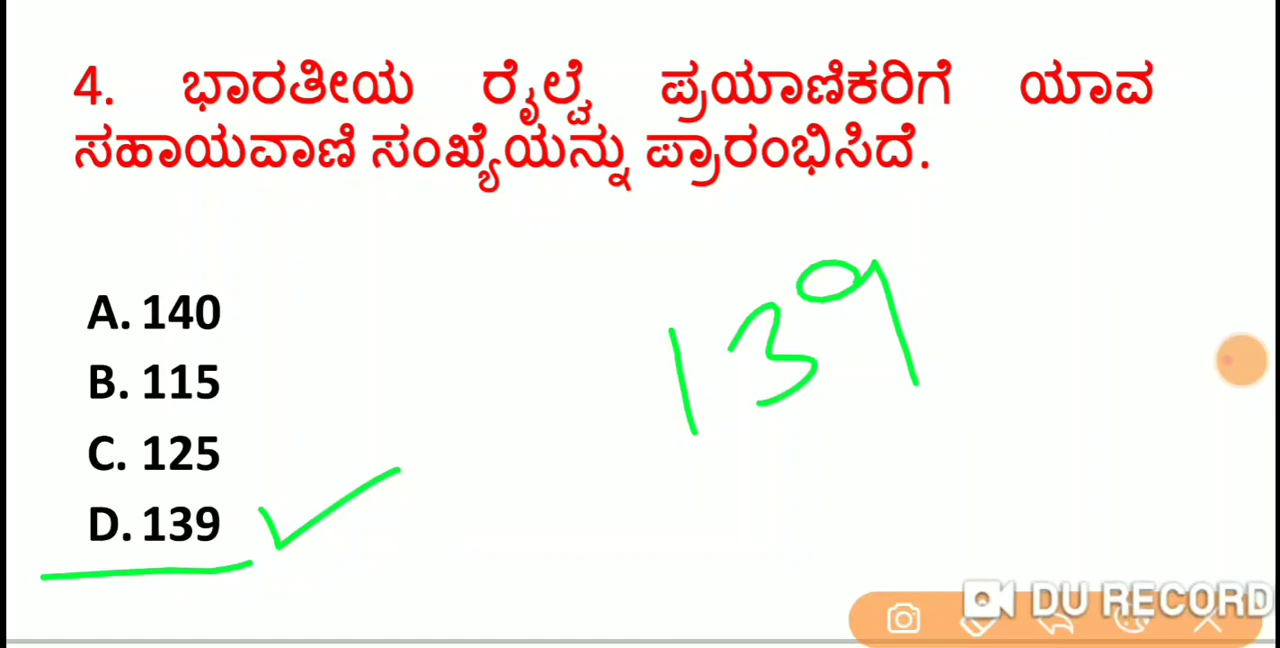 4. ಭಾರತೀಯ ರೈಲ್ವೆ ಪ್ರಯಾಣಿಕರಿಗೆ ಯಾವ
ಸಹಾಯವಾಣಿ ಸಂಖ್ಯೆಯನ್ನು ಪ್ರಾರಂಭಿಸಿದೆ.
139
A. 140
B. 115
C. 125
D. 139
DU RECORD